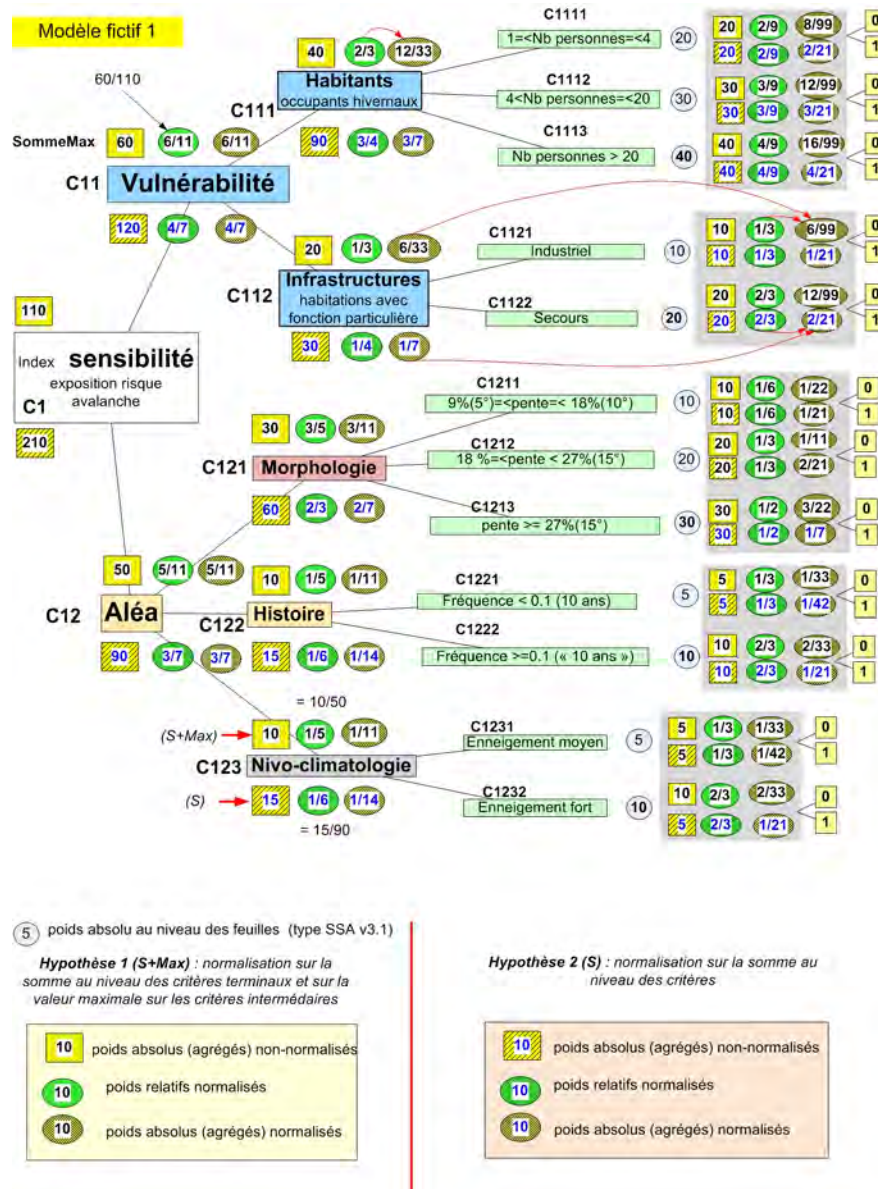 Modèle fictif 1
60/110
SommeMax 60 6/11 6/11
C11 Vulnérabilité
120 4/7 4/7
40 2/3 12/33
C111 Habitants
occupants hivernaux
90 3/4 3/7
C1111
1=<Nb personnes=<4 20
20 2/9 8/99 0
20 2/9 2/21 1
C1112
4<Nb personnes=<20 30
30 3/9 12/99 0
30 3/9 3/21 1
C1113
Nb personnes > 20 40
40 4/9 16/99 0
40 4/9 4/21 1
20 1/3 6/33
C112 Infrastructures
habitations avec
fonction particulière
30 1/4 1/7
C1121
Industriel 10
10 1/3 6/99 0
10 1/3 1/21 1
C1122
Secours 20
20 2/3 12/99 0
20 2/3 2/21 1
110
Index sensibilité
exposition risque
avalanche
C1
210
30 3/5 3/11
C121 Morphologie
60 2/3 2/7
C1211
9%(5°)=<pente=< 18%(10°) 10
10 1/6 1/22 0
10 1/6 1/21 1
C1212
18 %=<pente < 27%(15°) 20
20 1/3 1/11 0
20 1/3 2/21 1
C1213
pente >= 27%(15°) 30
30 1/2 3/22 0
30 1/2 1/7 1
50 5/11 5/11
C12 Aléa
90 3/7 3/7
10 1/5 1/11
C122 Histoire
15 1/6 1/14
C1221
Fréquence < 0.1 (10 ans) 5
5 1/3 1/33 0
5 1/3 1/42 1
C1222
Fréquence >=0.1 (« 10 ans ») 10
10 2/3 2/33 0
10 2/3 1/21 1
= 10/50
(S+Max) 10 1/5 1/11
C123 Nivo-climatologie
(S) 15 1/6 1/14
= 15/90
C1231
Enneigement moyen 5
5 1/3 1/33 0
5 1/3 1/42 1
C1232
Enneigement fort 10
10 2/3 2/33 0
5 2/3 1/21 1
5 poids absolu au niveau des feuilles (type SSA v3.1)
Hypothèse 1 (S+Max) : normalisation sur la
somme au niveau des critères terminaux et sur la
valeur maximale sur les critères intermédaires
10 poids absolus (agrégés) non-normalisés
10 poids relatifs normalisés
10 poids absolus (agrégés) normalisés
Hypothèse 2 (S) : normalisation sur la somme au
niveau des critères
10 poids absolus (agrégés) non-normalisés
10 poids relatifs normalisés
10 poids absolus (agrégés) normalisés